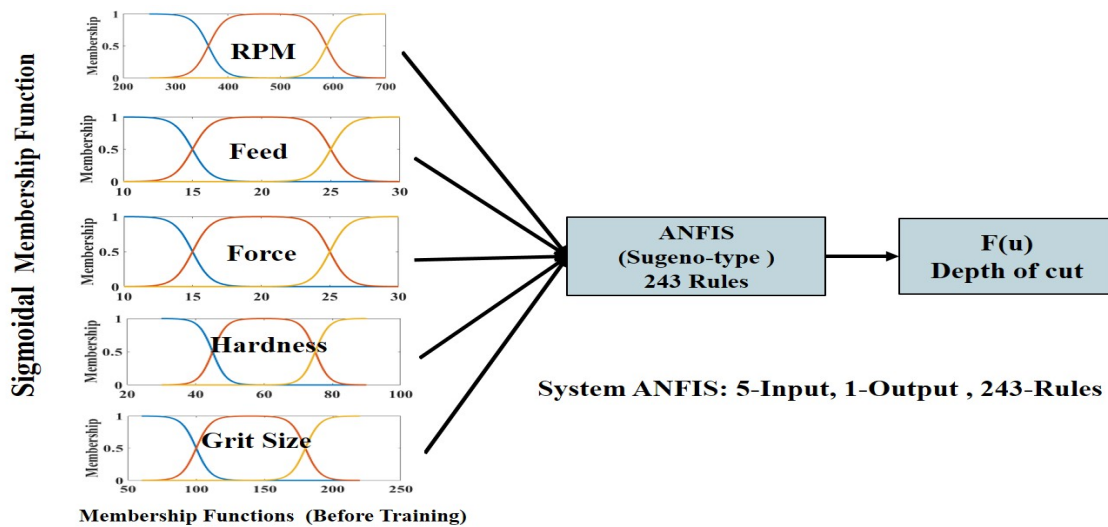 Sigmoidal Membership Function
Membership
1
0.5
0
RPM
200 300 400 500 600 700
Membership
1
0.5
0
Feed
10 15 20 25 30
Membership
1
0.5
0
Force
10 15 20 25 30
Membership
1
0.5
0
Hardness
20 40 60 80 100
Membership
1
0.5
0
Grit Size
50 100 150 200 250
Membership Functions (Before Training)
ANFIS
(Sugeno-type )
243 Rules
F(u)
Depth of cut
System ANFIS: 5-Input, 1-Output , 243-Rules